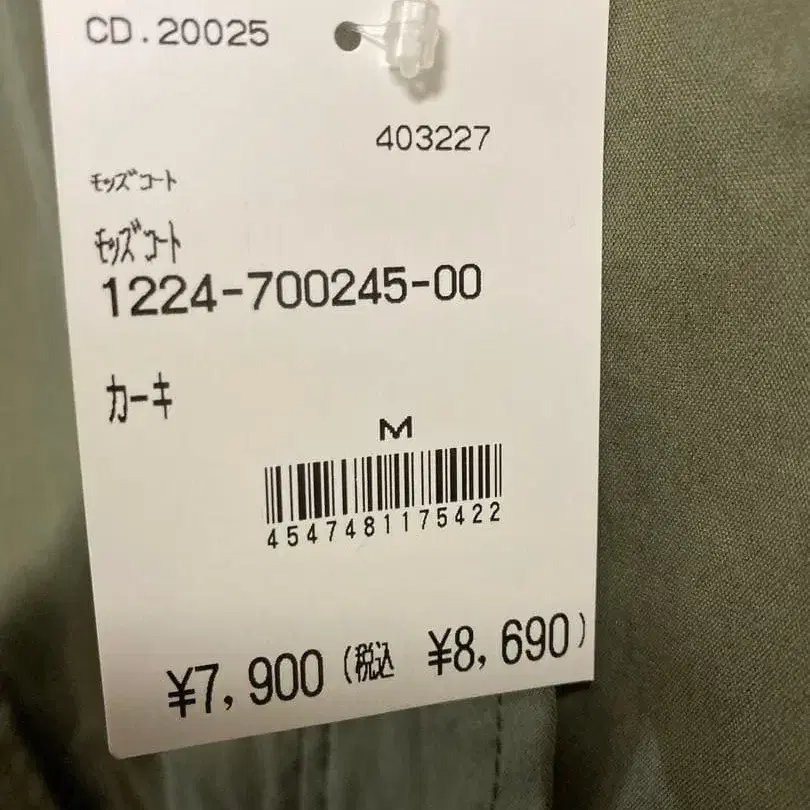 CD.20025
403227
ﾓｯｽﾞｺｰﾄ
ﾓｯｽﾞｺｰﾄ
1224-700245-00
カーキ
M
4547481175422
¥7,900(税込 ¥8,690)